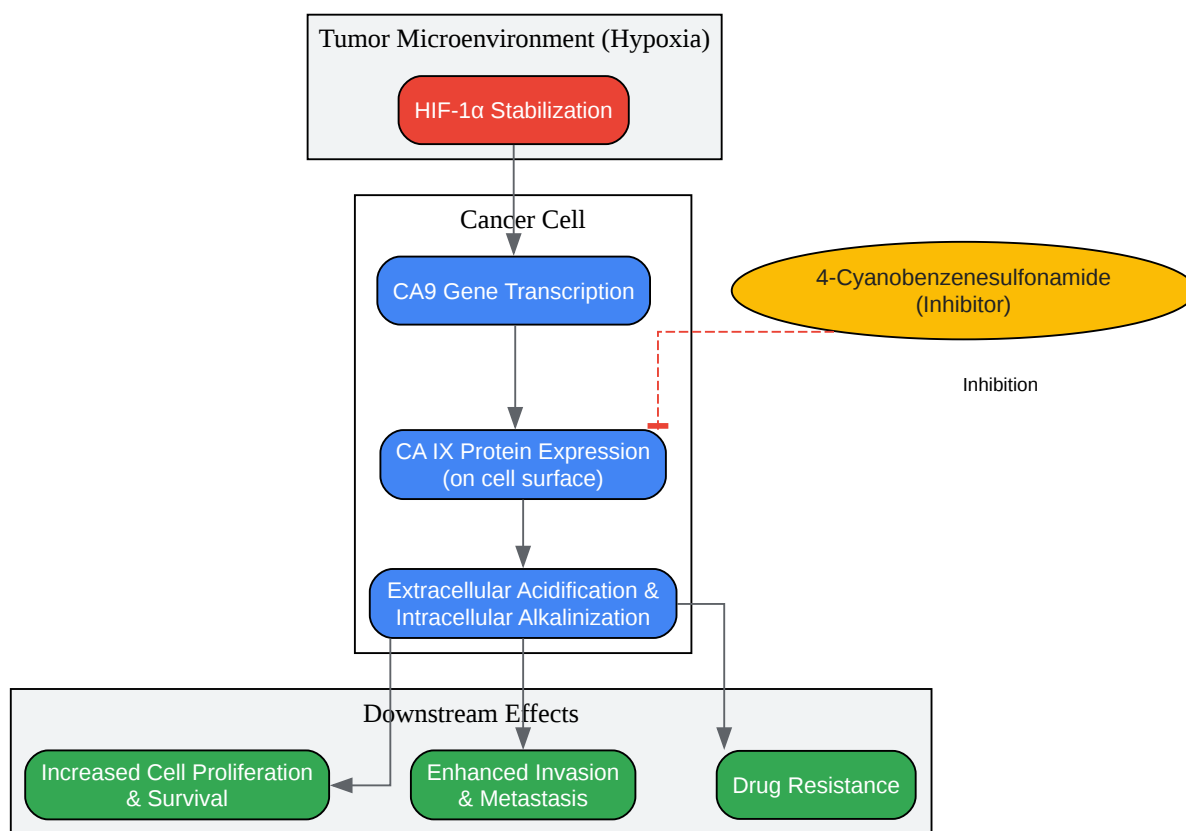 Tumor Microenvironment (Hypoxia)
HIF-1α Stabilization
Cancer Cell
CA9 Gene Transcription
4-Cyanobenzenesulfonamide
(Inhibitor)
Inhibition
CA IX Protein Expression
(on cell surface)
Extracellular Acidification &
Intracellular Alkalinization
Downstream Effects
Increased Cell Proliferation
& Survival
Enhanced Invasion
& Metastasis
Drug Resistance